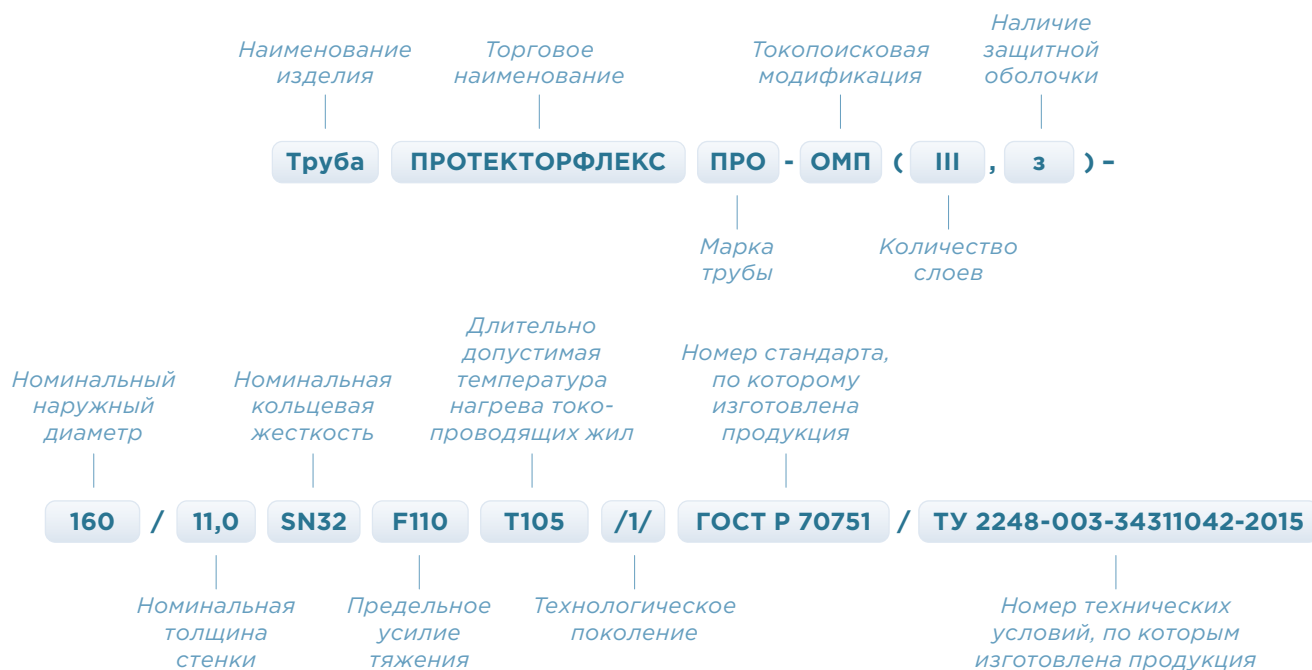 Наименование
изделия
Торговое
наименование
Токопоисковая
модификация
Наличие
защитной
оболочки
Труба ПРОТЕКТОРФЛЕКС ПРО - ОМП ( III , з ) –
Марка
трубы
Количество
слоев
Номинальный
наружный
диаметр
Номинальная
кольцевая
жесткость
Длительно
допустимая
температура
нагрева токо-
проводящих жил
Номер стандарта,
по которому
изготовлена
продукция
160 / 11,0 SN32 F110 T105 /1/ ГОСТ Р 70751 / ТУ 2248-003-34311042-2015
Номинальная
толщина
стенки
Предельное
усилие
тяжения
Технологическое
поколение
Номер технических
условий, по которым
изготовлена продукция